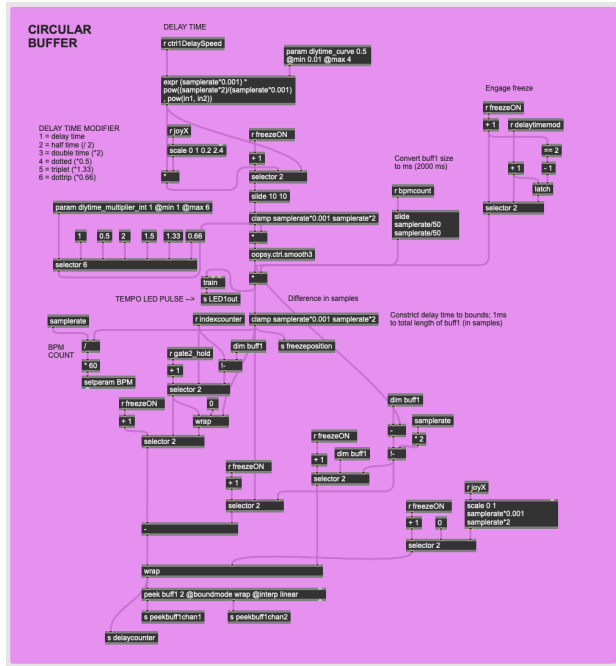 CIRCULAR
BUFFER
DELAY TIME
r ctrl1DelaySpeed
param dlytime_curve 0.5
@min 0.01 @max 4
expr (samplerate*0.001) *
pow((samplerate*2)/(samplerate*0.001)
, pow(in1, in2))
Engage freeze
r freezeON
+ 1
r delaytimemod
== 2
+ 1
- 1
latch
selector 2
DELAY TIME MODIFIER
1 = delay time
2 = half time (/ 2)
3 = double time (*2)
4 = dotted (*0.5)
5 = triplet (*1.33)
6 = dottrip (*0.66)
r joyX
scale 0 1 0.2 2.4
*
r freezeON
+ 1
selector 2
slide 10 10
Convert buff1 size
to ms (2000 ms)
r bpmcount
slide
samplerate/50
samplerate/50
param dlytime_multiplier_int 1 @min 1 @max 6
clamp samplerate*0.001 samplerate*2
1
0.5
2
1.5
1.33
0.66
*
oopsy.ctrl.smooth3
selector 6
train
*
TEMPO LED PULSE -->
s LED1out
Difference in samples
samplerate
r indexcounter
clamp samplerate*0.001 samplerate*2
Constrict delay time to bounds; 1ms
to total length of buff1 (in samples)
BPM
COUNT
/
* 60
setparam BPM
r gate2_hold
+ 1
dim buff1
s freezeposition
!-
selector 2
r freezeON
+ 1
0
wrap
selector 2
dim buff1
samplerate
-
* 2
!-
r freezeON
+ 1
dim buff1
selector 2
r freezeON
+ 1
selector 2
r joyX
r freezeON
+ 1
0
scale 0 1
samplerate*0.001
samplerate*2
selector 2
-
wrap
peek buff1 2 @boundmode wrap @interp linear
s peekbuff1chan1
s peekbuff1chan2
s delaycounter